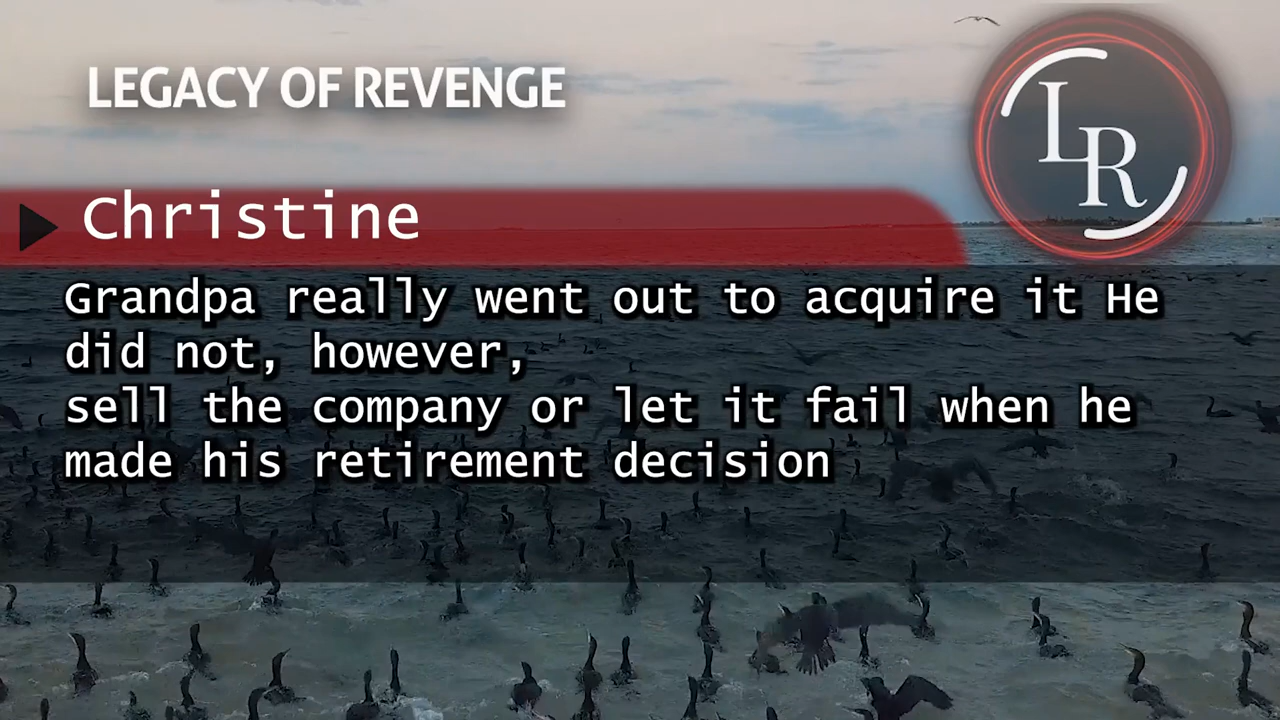 LEGACY OF REVENGE
LR
Christine
Grandpa really went out to acquire it He
did not, however,
sell the company or let it fail when he
made his retirement decision